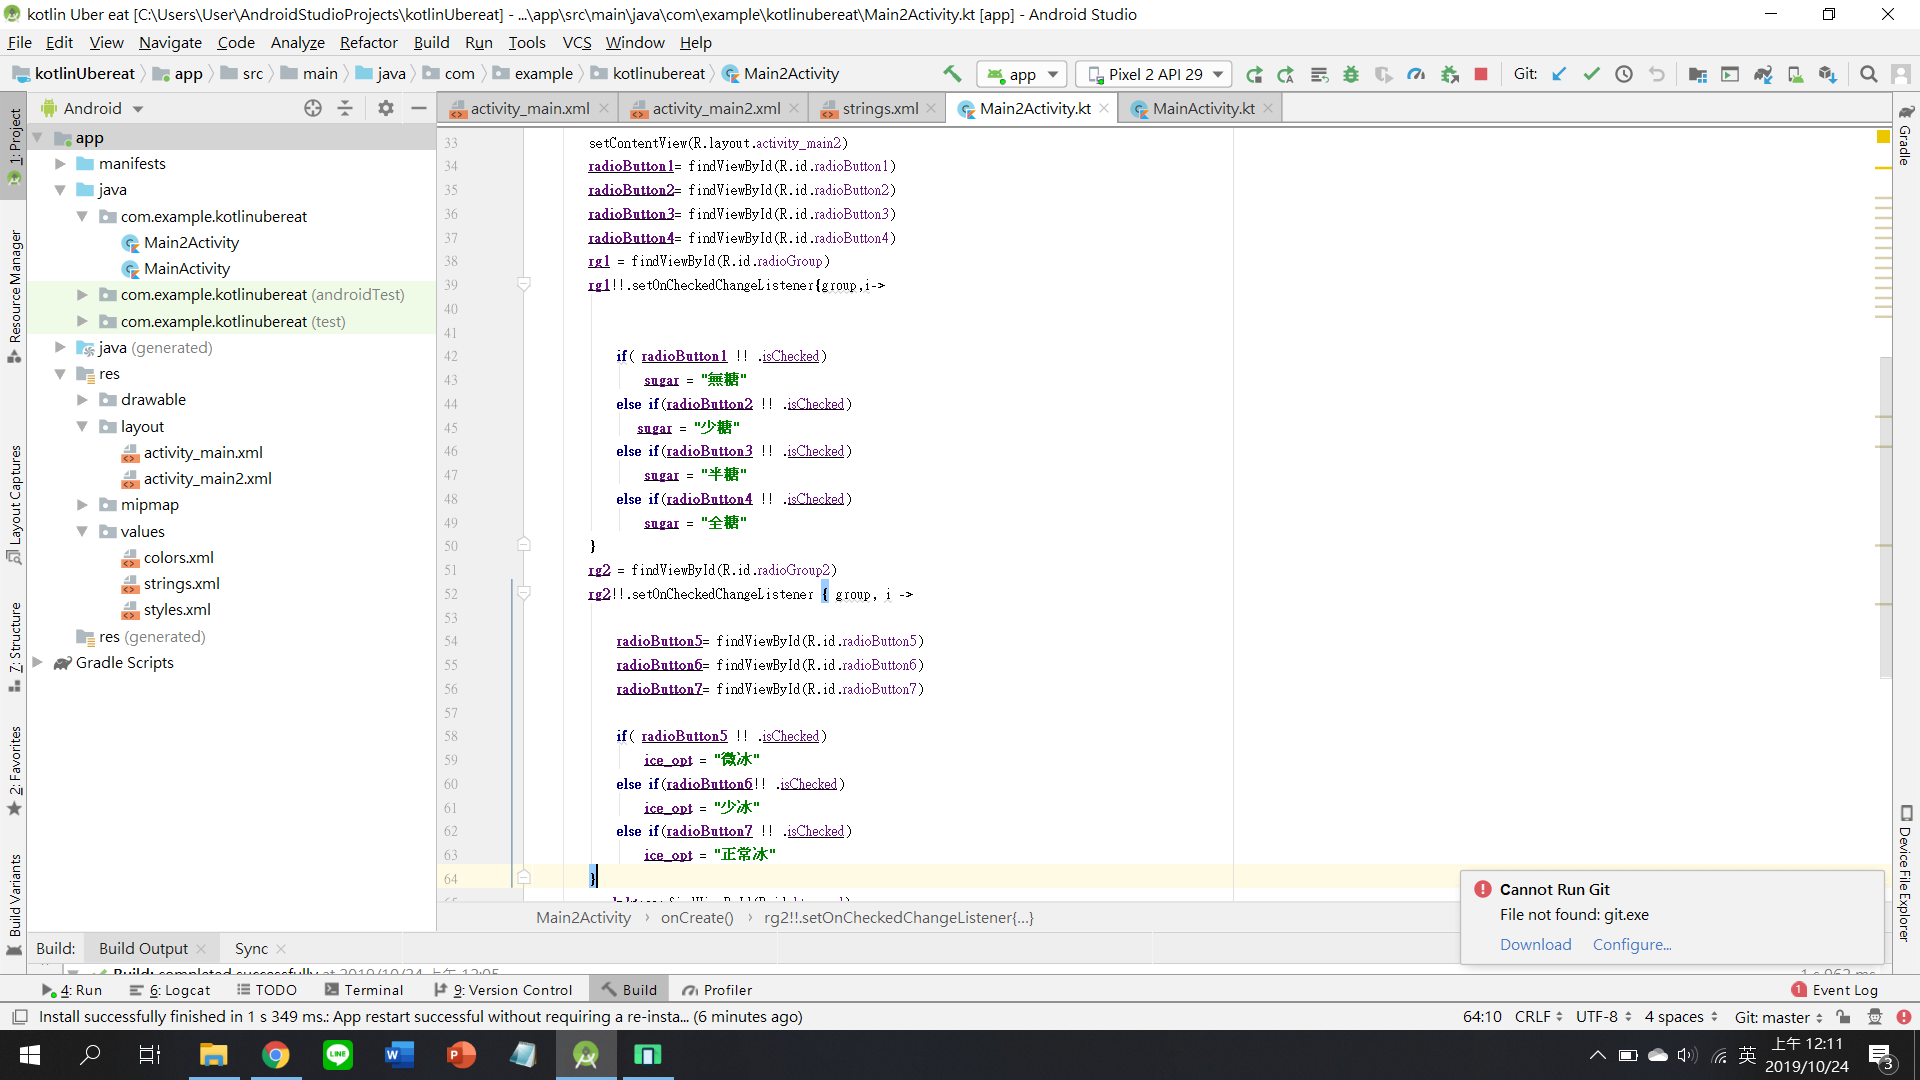 kotlin Uber eat [C:\Users\User\AndroidStudioProjects\kotlinUbereat] - ...\app\src\main\java\com\example\kotlinubereat\Main2Activity.kt [app] - Android Studio
File Edit View Navigate Code Analyze Refactor Build Run Tools VCS Window Help
kotlinUbereat app src main java com example kotlinubereat Main2Activity app Pixel 2 API 29 Git:
Android
activity_main.xml activity_main2.xml strings.xml Main2Activity.kt MainActivity.kt
1: Project
Resource Manager
Layout Captures
7: Structure
2: Favorites
Build Variants
app
manifests
java
com.example.kotlinubereat
Main2Activity
MainActivity
com.example.kotlinubereat (androidTest)
com.example.kotlinubereat (test)
java (generated)
res
drawable
layout
activity_main.xml
activity_main2.xml
mipmap
values
colors.xml
strings.xml
styles.xml
res (generated)
Gradle Scripts
33 setContentView(R.layout.activity_main2)
34 radioButton1= findViewById(R.id.radioButton1)
35 radioButton2= findViewById(R.id.radioButton2)
36 radioButton3= findViewById(R.id.radioButton3)
37 radioButton4= findViewById(R.id.radioButton4)
38 rg1 = findViewById(R.id.radioGroup)
39 rg1!!.setOnCheckedChangeListener{group,i->
40
41
42 if( radioButton1 !! .isChecked)
43 sugar = "無糖"
44 else if(radioButton2 !! .isChecked)
45 sugar = "少糖"
46 else if(radioButton3 !! .isChecked)
47 sugar = "半糖"
48 else if(radioButton4 !! .isChecked)
49 sugar = "全糖"
50 }
51 rg2 = findViewById(R.id.radioGroup2)
52 rg2!!.setOnCheckedChangeListener { group, i ->
53
54 radioButton5= findViewById(R.id.radioButton5)
55 radioButton6= findViewById(R.id.radioButton6)
56 radioButton7= findViewById(R.id.radioButton7)
57
58 if( radioButton5 !! .isChecked)
59 ice_opt = "微冰"
60 else if(radioButton6!! .isChecked)
61 ice_opt = "少冰"
62 else if(radioButton7 !! .isChecked)
63 ice_opt = "正常冰"
64 }
Main2Activity onCreate() rg2!!.setOnCheckedChangeListener{...}
Gradle
Device File Explorer
Cannot Run Git
File not found: git.exe
Download Configure...
Build: Build Output Sync
Build: completed successfully at 2019/10/24 上午 12:05
4: Run 6: Logcat TODO Terminal 9: Version Control Build Profiler 1 Event Log
Install successfully finished in 1 s 349 ms.: App restart successful without requiring a re-insta... (6 minutes ago) 64:10 CRLF UTF-8 4 spaces Git: master
英 上午 12:11
2019/10/24 3